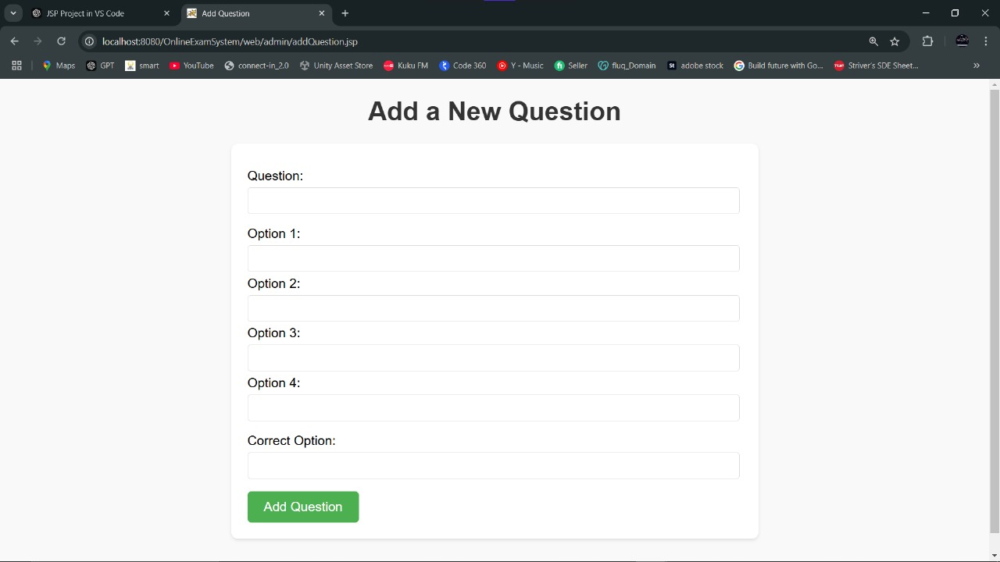 JSP Project in VS Code
Add Question
localhost:8080/OnlineExamSystem/web/admin/addQuestion.jsp
Maps GPT smart YouTube connect-in_2.0 Unity Asset Store Kuku FM Code 360 Y - Music Seller fluq_Domain adobe stock Build future with Go... Striver's SDE Sheet...
Add a New Question
Question:
Option 1:
Option 2:
Option 3:
Option 4:
Correct Option:
Add Question